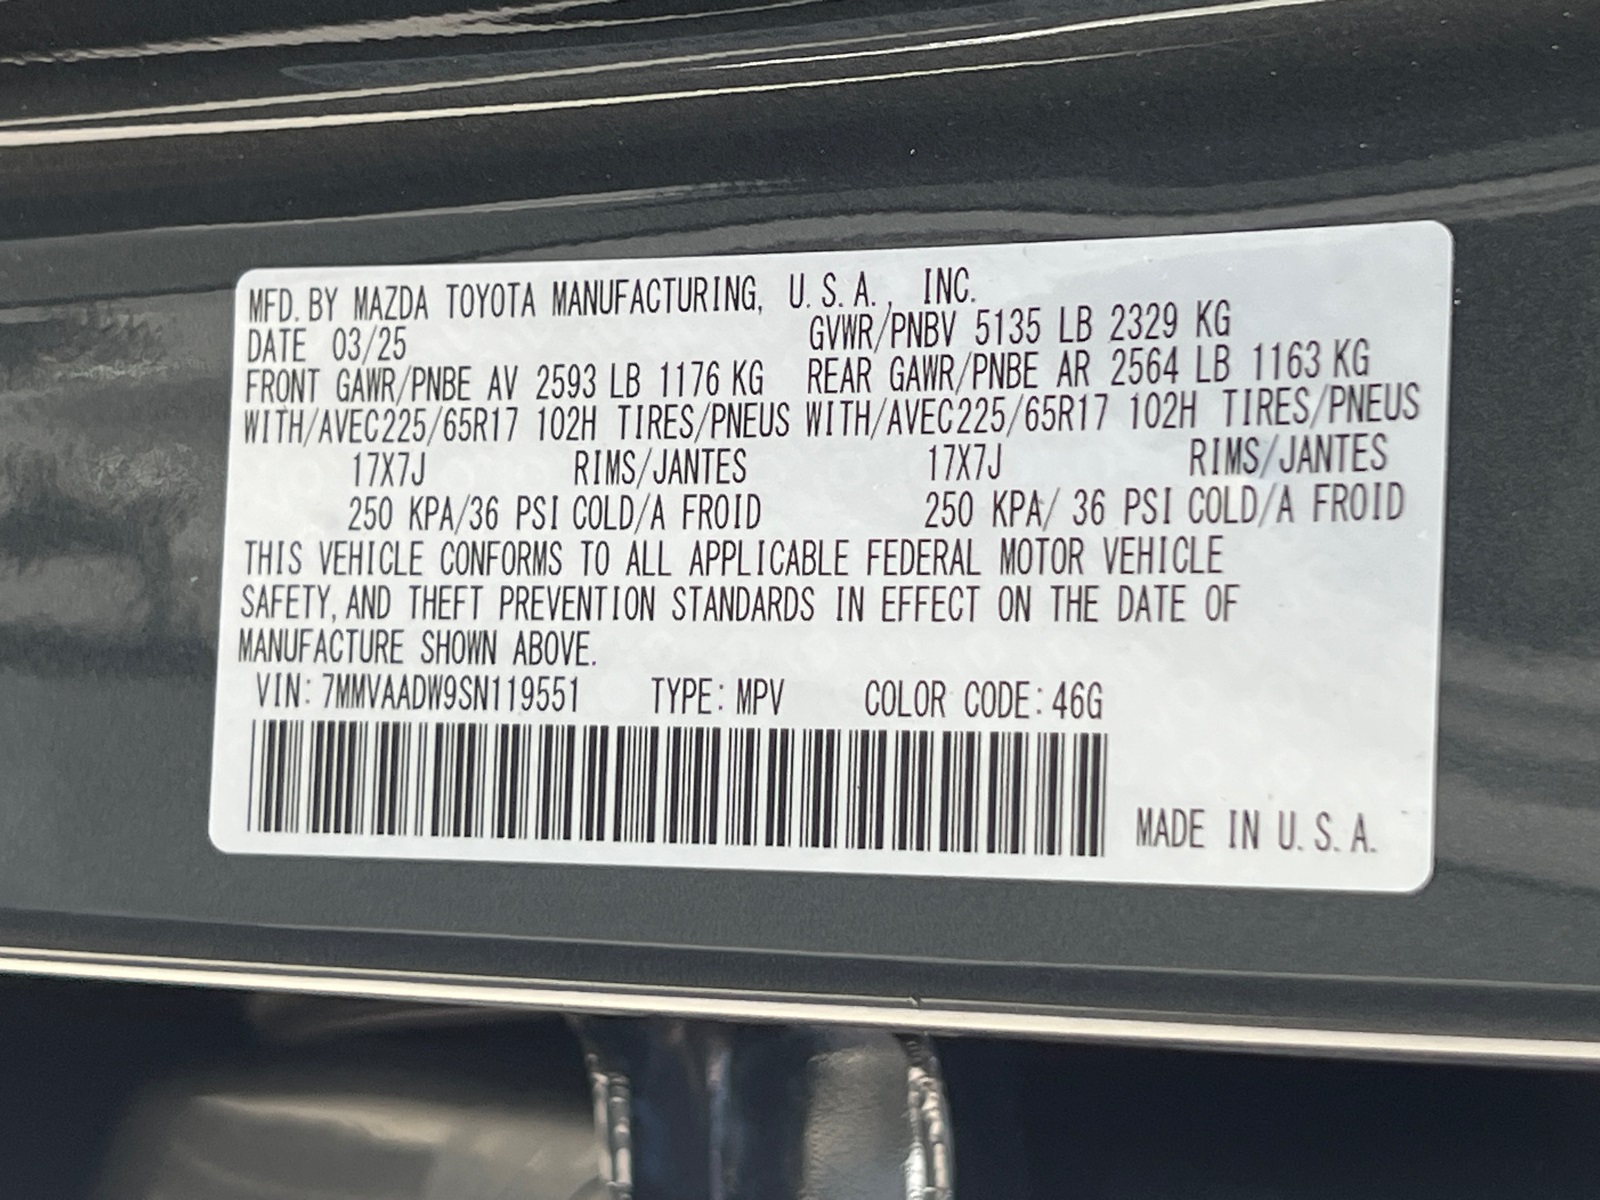 MFD. BY MAZDA TOYOTA MANUFACTURING, U.S.A., INC.
DATE 03/25 GVWR/PNBV 5135 LB 2329 KG
FRONT GAWR/PNBE AV 2593 LB 1176 KG REAR GAWR/PNBE AR 2564 LB 1163 KG
WITH/AVEC225/65R17 102H TIRES/PNEUS WITH/AVEC225/65R17 102H TIRES/PNEUS
17X7J RIMS/JANTES 17X7J RIMS/JANTES
250 KPA/36 PSI COLD/A FROID 250 KPA/ 36 PSI COLD/A FROID
THIS VEHICLE CONFORMS TO ALL APPLICABLE FEDERAL MOTOR VEHICLE
SAFETY, AND THEFT PREVENTION STANDARDS IN EFFECT ON THE DATE OF
MANUFACTURE SHOWN ABOVE.
VIN: 7MMVAADW9SN119551 TYPE: MPV COLOR CODE: 46G
MADE IN U.S.A.